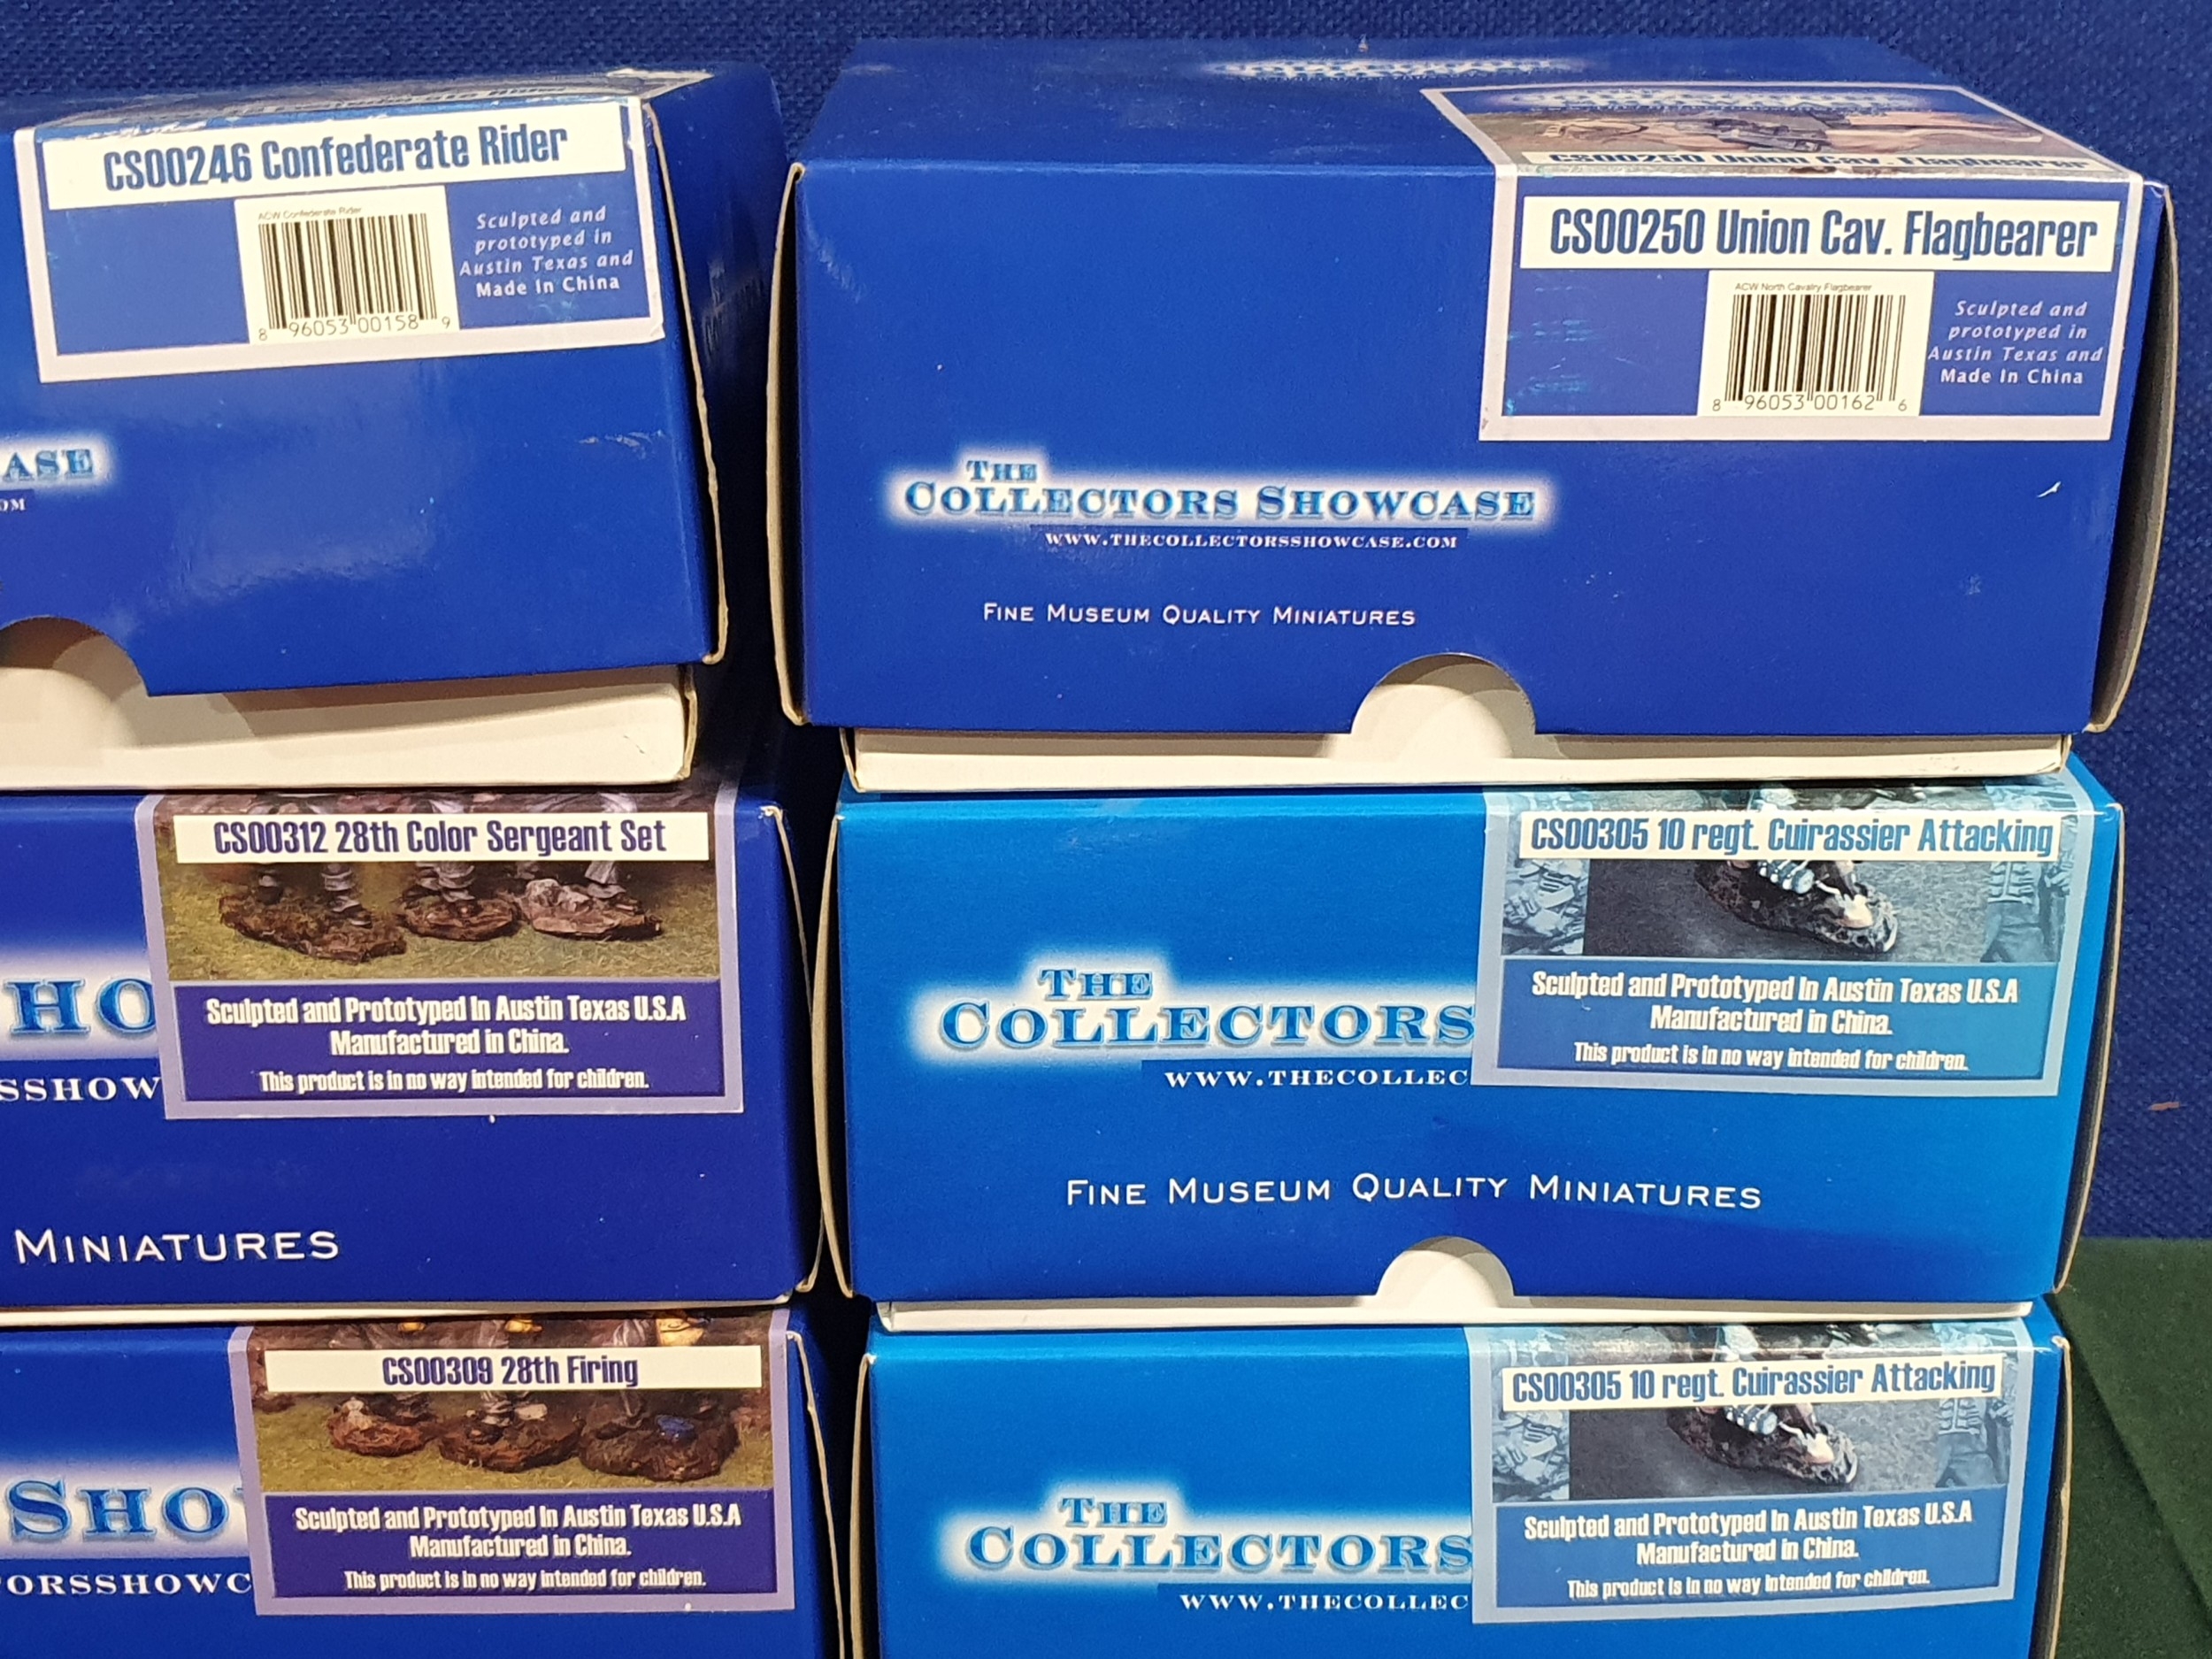 CS00246 Confederate Rider
ACW Confederate Rider
8 96053 00158 9
Sculpted and
prototyped in
Austin Texas and
Made In China
ASE
OM
CS00250 Union Cav. Flagbearer
CS00250 Union Cav. Flagbearer
ACW North Cavalry Flagbearer
8 96053 00162 6
Sculpted and
prototyped in
Austin Texas and
Made In China
THE
COLLECTORS SHOWCASE
WWW.THECOLLECTORSSHOWCASE.COM
FINE MUSEUM QUALITY MINIATURES
CS00312 28th Color Sergeant Set
Sculpted and Prototyped In Austin Texas U.S.A
Manufactured in China.
This product is in no way intended for children.
HO
SSHOW
MINIATURES
CS00305 10 regt. Cuirassier Attacking
Sculpted and Prototyped In Austin Texas U.S.A
Manufactured in China.
This product is in no way intended for children.
THE
COLLECTORS
WWW.THECOLLEC
FINE MUSEUM QUALITY MINIATURES
CS00309 28th Firing
Sculpted and Prototyped In Austin Texas U.S.A
Manufactured in China.
This product is in no way intended for children.
SHO
ORSSHOWC
CS00305 10 regt. Cuirassier Attacking
Sculpted and Prototyped In Austin Texas U.S.A
Manufactured in China.
This product is in no way intended for children.
THE
COLLECTORS
WWW.THECOLLEC